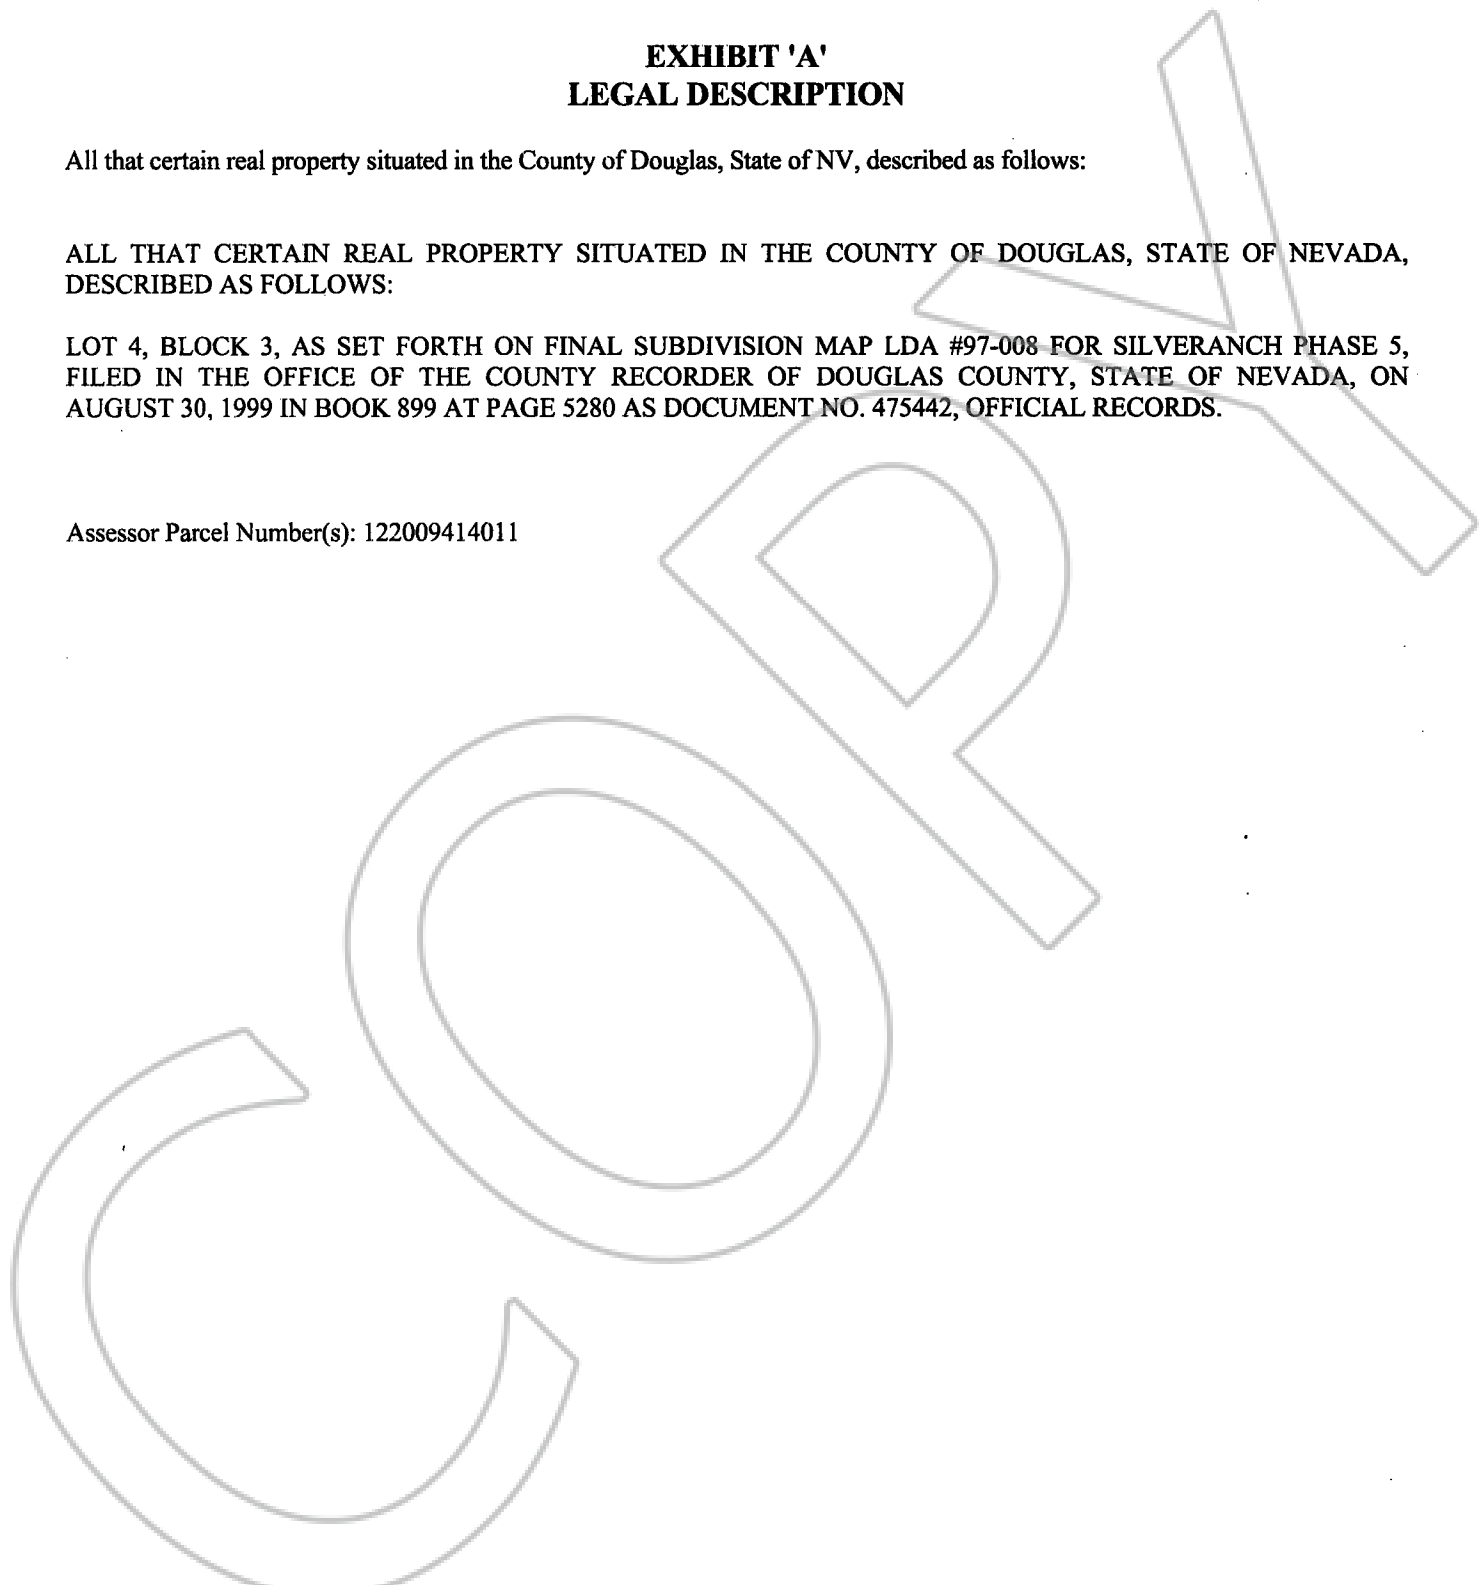 EXHIBIT 'A'
LEGAL DESCRIPTION
All that certain real property situated in the County of Douglas, State of NV, described as follows:
ALL THAT CERTAIN REAL PROPERTY SITUATED IN THE COUNTY OF DOUGLAS, STATE OF NEVADA,
DESCRIBED AS FOLLOWS:
LOT 4, BLOCK 3, AS SET FORTH ON FINAL SUBDIVISION MAP LDA #97-008 FOR SILVERANCH PHASE 5,
FILED IN THE OFFICE OF THE COUNTY RECORDER OF DOUGLAS COUNTY, STATE OF NEVADA, ON
AUGUST 30, 1999 IN BOOK 899 AT PAGE 5280 AS DOCUMENT NO. 475442, OFFICIAL RECORDS.
Assessor Parcel Number(s): 122009414011
COPY